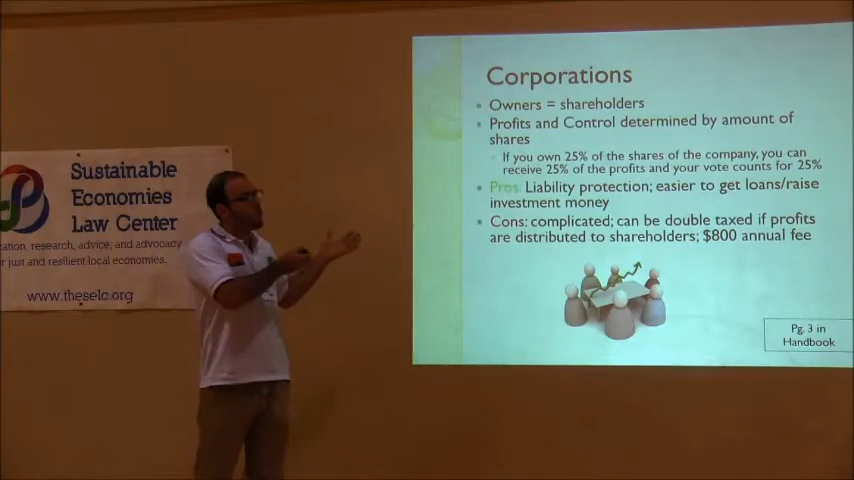 Sustainable
Economies
Law Center
cation, research, advice, and advocacy
or just and resilient local economies.
www.theselc.org
Corporations
• Owners = shareholders
• Profits and Control determined by amount of
shares
If you own 25% of the shares of the company, you can
receive 25% of the profits and your vote counts for 25%
• Pros: Liability protection; easier to get loans/raise
investment money
• Cons: complicated; can be double taxed if profits
are distributed to shareholders; $800 annual fee
Pg. 3 in
Handbook